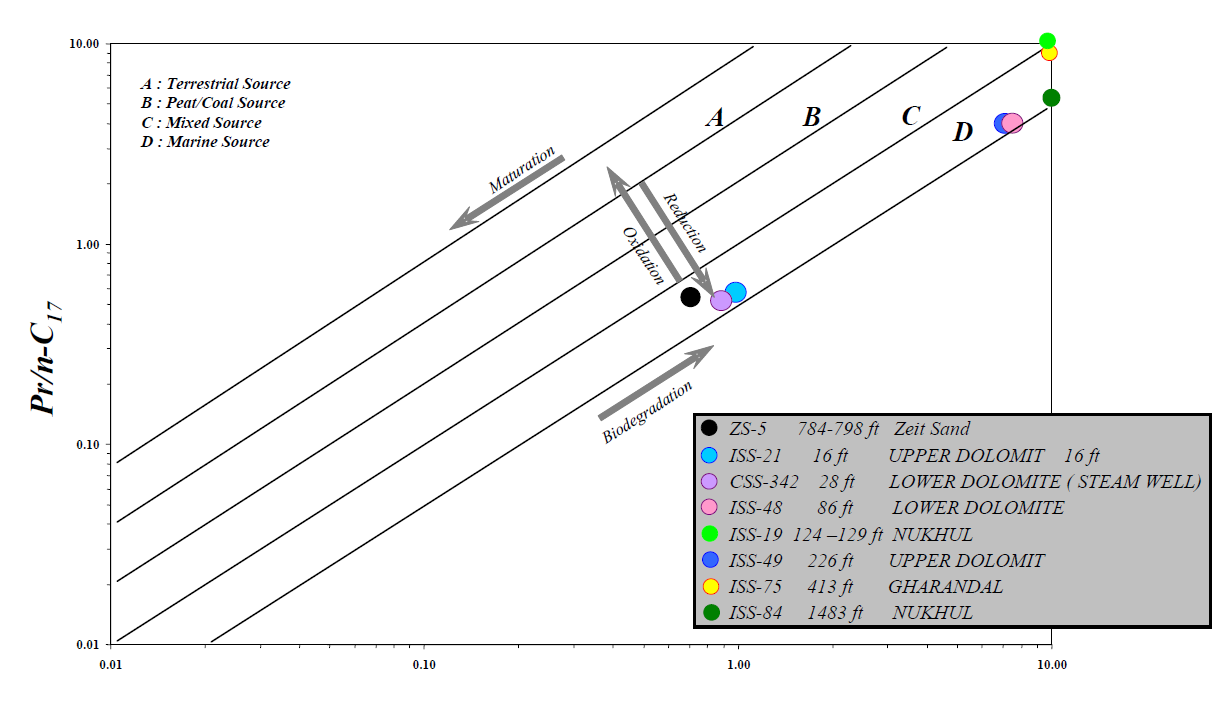 10.00
A : Terrestrial Source
B : Peat/Coal Source
C : Mixed Source
D : Marine Source
A
B
C
D
Maturation
Reduction
Oxidation
1.00
Pr/n-C17
Biodegradation
0.10
ZS-5 784-798 ft Zeit Sand
ISS-21 16 ft UPPER DOLOMIT 16 ft
CSS-342 28 ft LOWER DOLOMITE ( STEAM WELL)
ISS-48 86 ft LOWER DOLOMITE
ISS-19 124 –129 ft NUKHUL
ISS-49 226 ft UPPER DOLOMIT
ISS-75 413 ft GHARANDAL
ISS-84 1483 ft NUKHUL
0.01
0.01 0.10 1.00 10.00